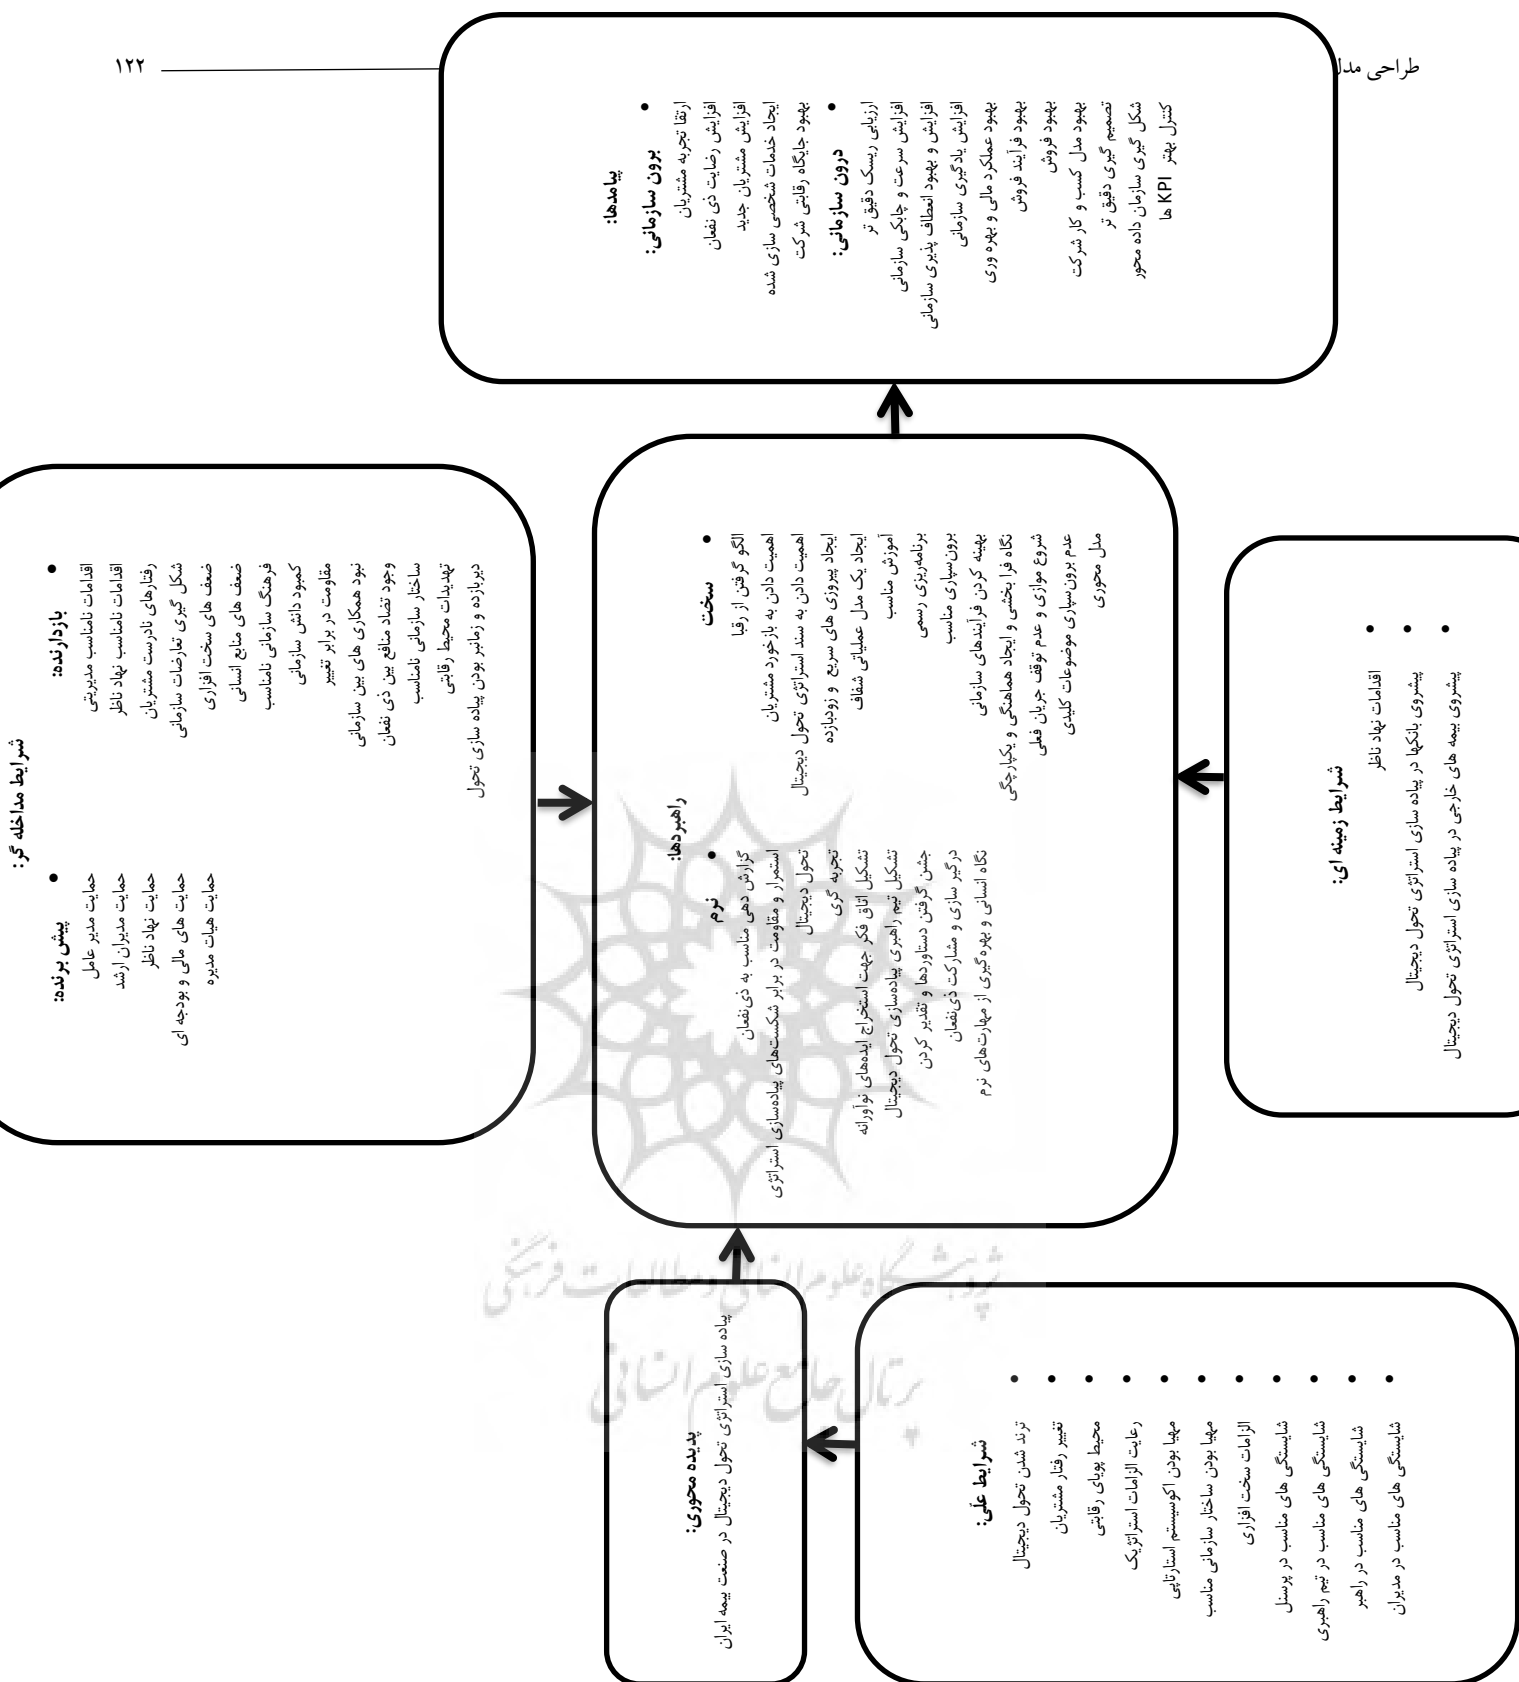 طراحی مدل
۱۲۲
شرایط علّی:
ترند شدن تحول دیجیتال
تغییر رفتار مشتریان
محیط پویای رقابتی
رعایت الزامات استراتژیک
مهیا بودن اکوسیستم استارتاپی
مهیا بودن ساختار سازمانی مناسب
الزامات سخت افزاری
شایستگی های مناسب در پرسنل
شایستگی های مناسب در تیم راهبری
شایستگی های مناسب در راهبر
شایستگی های مناسب در مدیران
پدیده محوری:
پیاده سازی استراتژی تحول دیجیتال در صنعت بیمه ایران
شرایط مداخله گر:
پیش برنده:
حمایت مدیر عامل
حمایت مدیران ارشد
حمایت نهاد ناظر
حمایت های مالی و بودجه ای
حمایت هیات مدیره
بازدارنده:
اقدامات نامناسب مدیریتی
اقدامات نامناسب نهاد ناظر
رفتارهای نادرست مشتریان
شکل گیری تعارضات سازمانی
ضعف های سخت افزاری
ضعف های منابع انسانی
فرهنگ سازمانی نامناسب
کمبود دانش سازمانی
مقاومت در برابر تغییر
نبود همکاری های بین سازمانی
وجود تضاد منافع بین ذی نفعان
ساختار سازمانی نامناسب
تهدیدات محیط رقابتی
دیربازده و زمانبر بودن پیاده سازی تحول
راهبردها:
نرم
گزارش دهی مناسب به ذی‌نفعان
استمرار و مقاومت در برابر شکست‌های پیاده‌سازی استراتژی
تحول دیجیتال
تجربه گری
تشکیل اتاق فکر جهت استخراج ایده‌های نوآورانه
تشکیل تیم راهبری پیاده‌سازی تحول دیجیتال
جشن گرفتن دستاوردها و تقدیر کردن
درگیر سازی و مشارکت ذی‌نفعان
نگاه انسانی و بهره گیری از مهارت‌های نرم
سخت
الگو گرفتن از رقبا
اهمیت دادن به بازخورد مشتریان
اهمیت دادن به سند استراتژی تحول دیجیتال
ایجاد پیروزی های سریع و زودبازده
ایجاد یک مدل عملیاتی شفاف
آموزش مناسب
برنامه‌ریزی رسمی
برون‌سپاری مناسب
بهینه کردن فرآیندهای سازمانی
نگاه فرا بخشی و ایجاد هماهنگی و یکپارچگی
شروع موازی و عدم توقف جریان فعلی
عدم برون‌سپاری موضوعات کلیدی
مدل محوری
شرایط زمینه ای:
اقدامات نهاد ناظر
پیشروی بانکها در پیاده سازی استراتژی تحول دیجیتال
پیشروی بیمه های خارجی در پیاده سازی استراتژی تحول دیجیتال
پیامدها:
برون سازمانی:
ارتقا تجربه مشتریان
افزایش رضایت ذی نفعان
افزایش مشتریان جدید
ایجاد خدمات شخصی سازی شده
بهبود جایگاه رقابتی شرکت
درون سازمانی:
ارزیابی ریسک دقیق تر
افزایش سرعت و چابکی سازمانی
افزایش و بهبود انعطاف پذیری سازمانی
افزایش یادگیری سازمانی
بهبود عملکرد مالی و بهره وری
بهبود فرآیند فروش
بهبود فروش
بهبود مدل کسب و کار شرکت
تصمیم گیری دقیق تر
شکل گیری سازمان داده محور
کنترل بهتر KPI ها
پژوهشگاه علوم انسانی و مطالعات فرهنگی
پرتال جامع علوم انسانی